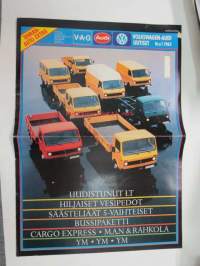 V·A·G
Audi
VOLKSWAGEN-AUDI
UUTISET
UUDISTUNUT LT
HILJAISET VESIPEDOT
SÄÄSTELIÄÄT 5-VAIHTEISET
BUSSIPAKETTI
CARGO EXPRESS • MAN & RAHKOLA
YM • YM • YM